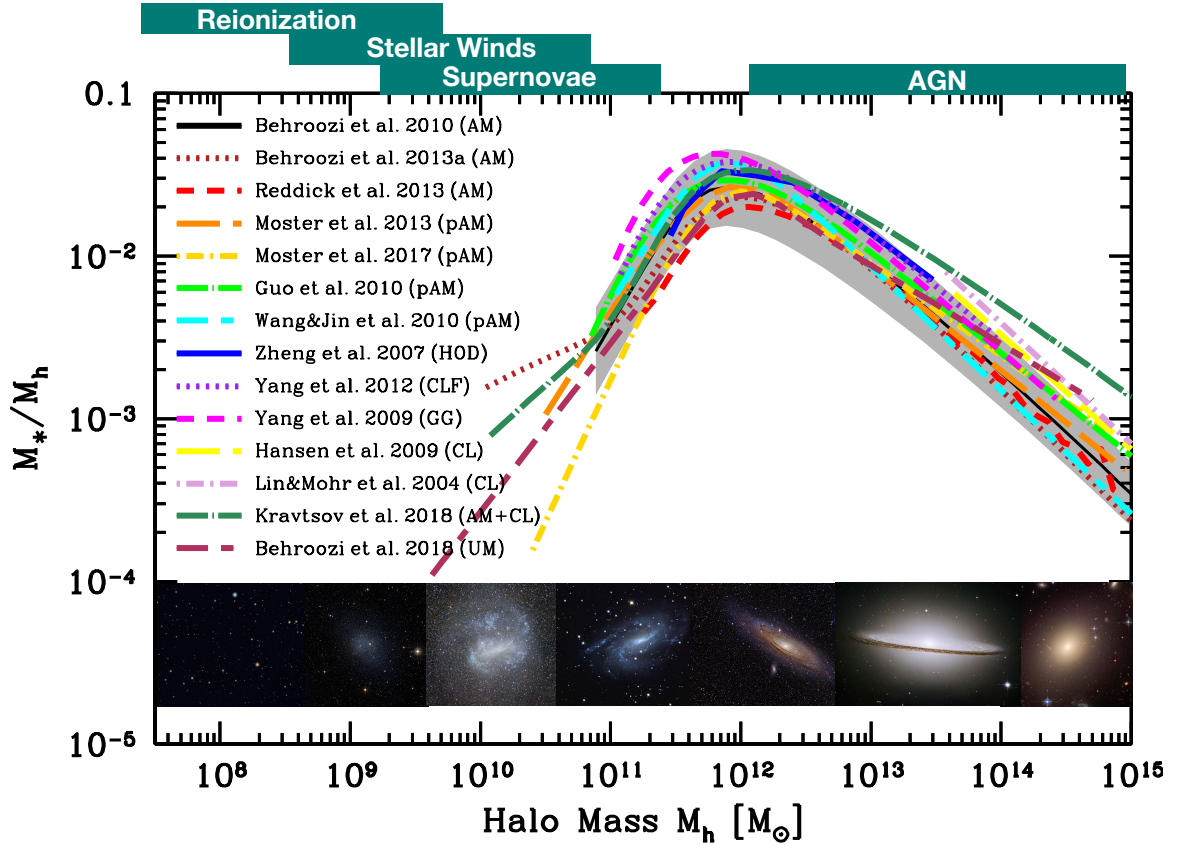 Reionization
Stellar Winds
Supernovae
AGN
0.1
10⁻²
10⁻³
10⁻⁴
10⁻⁵
M*/Mh
Behroozi et al. 2010 (AM)
Behroozi et al. 2013a (AM)
Reddick et al. 2013 (AM)
Moster et al. 2013 (pAM)
Moster et al. 2017 (pAM)
Guo et al. 2010 (pAM)
Wang&Jin et al. 2010 (pAM)
Zheng et al. 2007 (HOD)
Yang et al. 2012 (CLF)
Yang et al. 2009 (GG)
Hansen et al. 2009 (CL)
Lin&Mohr et al. 2004 (CL)
Kravtsov et al. 2018 (AM+CL)
Behroozi et al. 2018 (UM)
10⁸ 10⁹ 10¹⁰ 10¹¹ 10¹² 10¹³ 10¹⁴ 10¹⁵
Halo Mass Mh [M⊙]